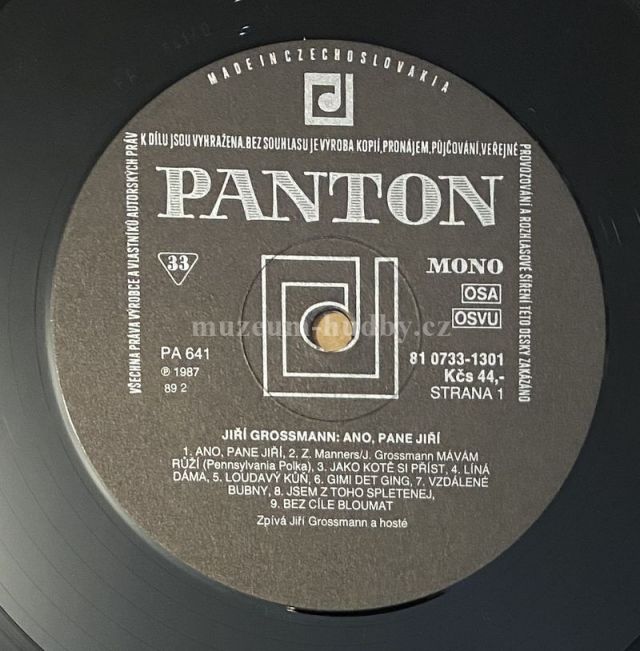 MADE IN CZECHOSLOVAKIA
VŠECHNA PRÁVA VÝROBCE A VLASTNÍKŮ AUTORSKÝCH PRÁV
K DÍLU JSOU VYHRAŽENA. BEZ SOUHLASU JE VÝROBA KOPIÍ, PRONÁJEM, PŮJČOVÁNÍ, VEŘEJNÉ
PROVOZOVÁNÍ A ROZHLASOVÉ ŠÍŘENÍ TÉTO DESKY ZAKÁZÁNO
PANTON
33
MONO
OSA
OSVU
muzeum-hudby.cz
PA 641
℗ 1987
89 2
81 0733-1301
Kčs 44,-
STRANA 1
JIŘÍ GROSSMANN: ANO, PANE JIŘÍ
1. ANO, PANE JIŘÍ, 2. Z. Manners/J. Grossmann MÁVÁM
RŮŽÍ (Pennsylvania Polka), 3. JAKO KOTĚ SI PŘÍST, 4. LÍNÁ
DÁMA, 5. LOUDAVÝ KŮŇ, 6. GIMI DET GING, 7. VZDÁLENÉ
BUBNY, 8. JSEM Z TOHO SPLETENEJ,
9. BEZ CÍLE BLOUMAT
Zpívá Jiří Grossmann a hosté